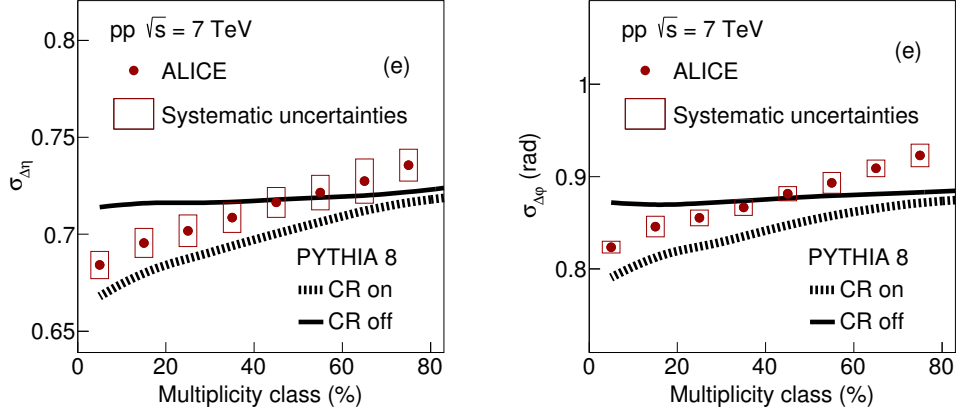 pp √s = 7 TeV
(e)
ALICE
Systematic uncertainties
PYTHIA 8
CR on
CR off
0.8
0.75
0.7
0.65
σΔη
0 20 40 60 80
Multiplicity class (%)
pp √s = 7 TeV
(e)
ALICE
Systematic uncertainties
PYTHIA 8
CR on
CR off
1
0.9
0.8
σΔφ (rad)
0 20 40 60 80
Multiplicity class (%)